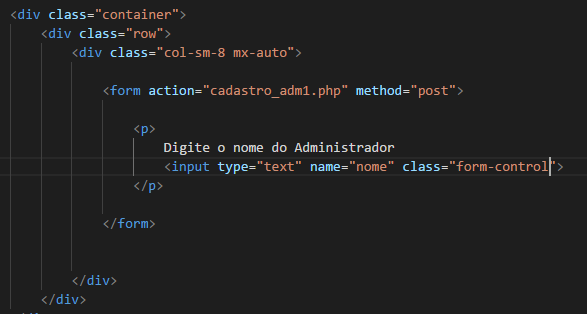 <div class="container">
<div class="row">
<div class="col-sm-8 mx-auto">
<form action="cadastro_adm1.php" method="post">
<p>
Digite o nome do Administrador
<input type="text" name="nome" class="form-control">
</p>
</form>
</div>
</div>